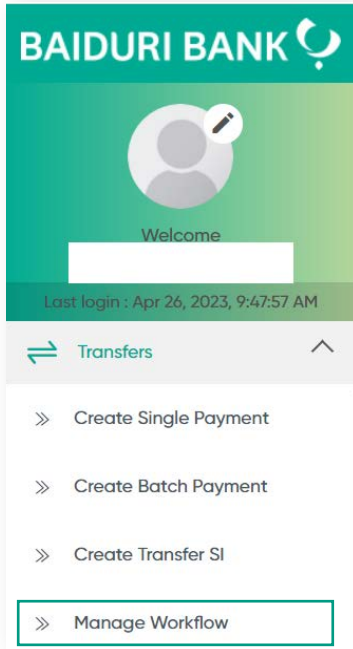 BAIDURI BANK
Welcome
Last login : Apr 26, 2023, 9:47:57 AM
Transfers
Create Single Payment
Create Batch Payment
Create Transfer SI
Manage Workflow